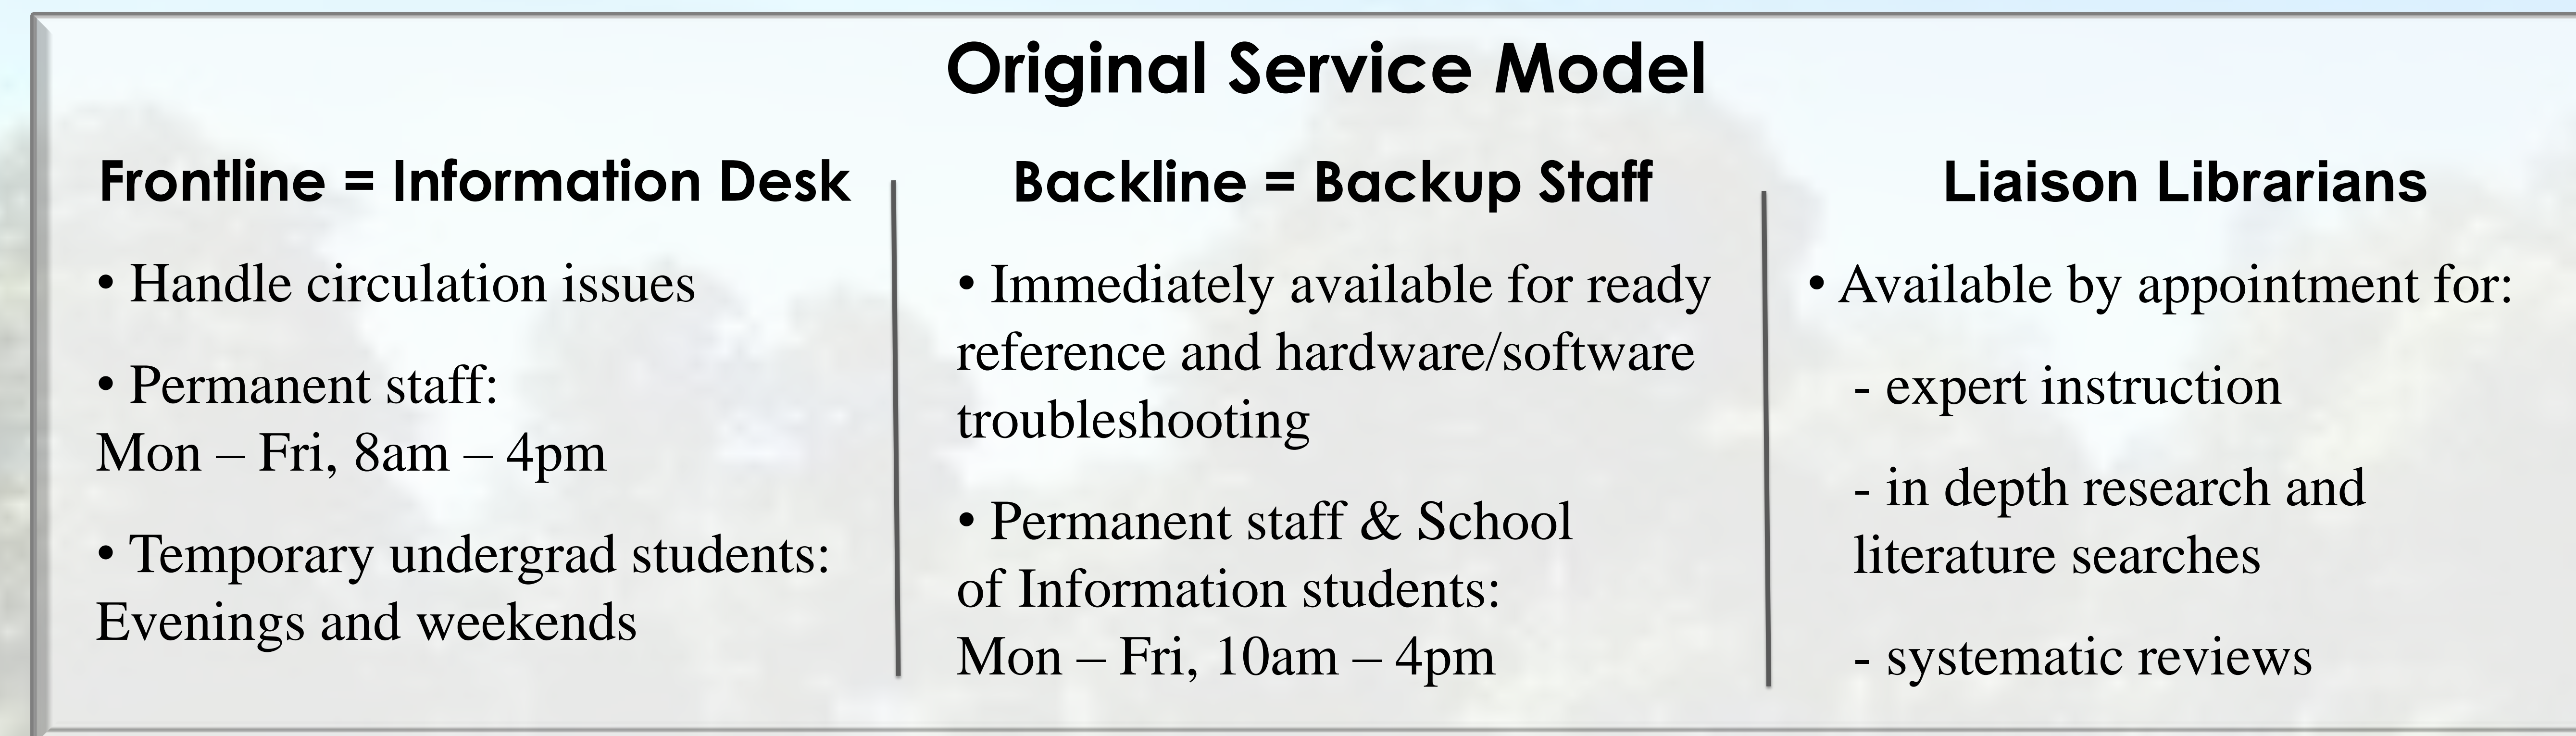 Original Service Model
Frontline = Information Desk
• Handle circulation issues
• Permanent staff:
Mon – Fri, 8am – 4pm
• Temporary undergrad students:
Evenings and weekends
Backline = Backup Staff
• Immediately available for ready
reference and hardware/software
troubleshooting
• Permanent staff & School
of Information students:
Mon – Fri, 10am – 4pm
Liaison Librarians
• Available by appointment for:
- expert instruction
- in depth research and
literature searches
- systematic reviews